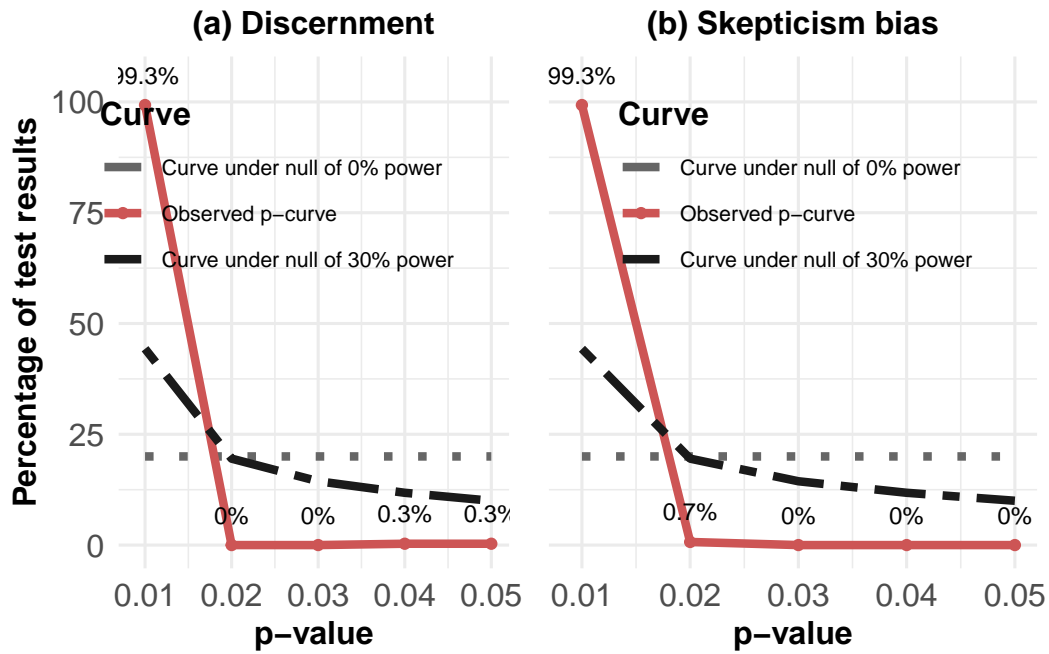 (a) Discernment
99.3%
Curve
Curve under null of 0% power
Observed p−curve
Curve under null of 30% power
0%
0%
0.3%
0.3%
Percentage of test results
100
75
50
25
0
0.01
0.02
0.03
0.04
0.05
p−value
(b) Skepticism bias
99.3%
Curve
Curve under null of 0% power
Observed p−curve
Curve under null of 30% power
0.7%
0%
0%
0%
0.01
0.02
0.03
0.04
0.05
p−value